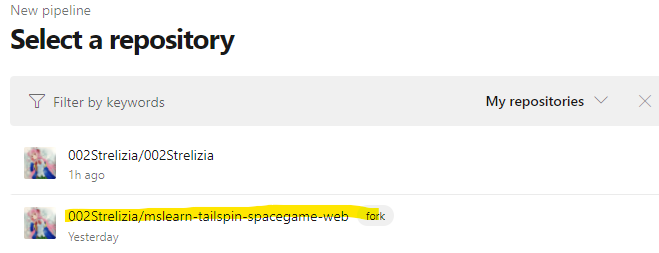 New pipeline
Select a repository
Filter by keywords My repositories
002Strelizia/002Strelizia
1h ago
002Strelizia/mslearn-tailspin-spacegame-web fork
Yesterday